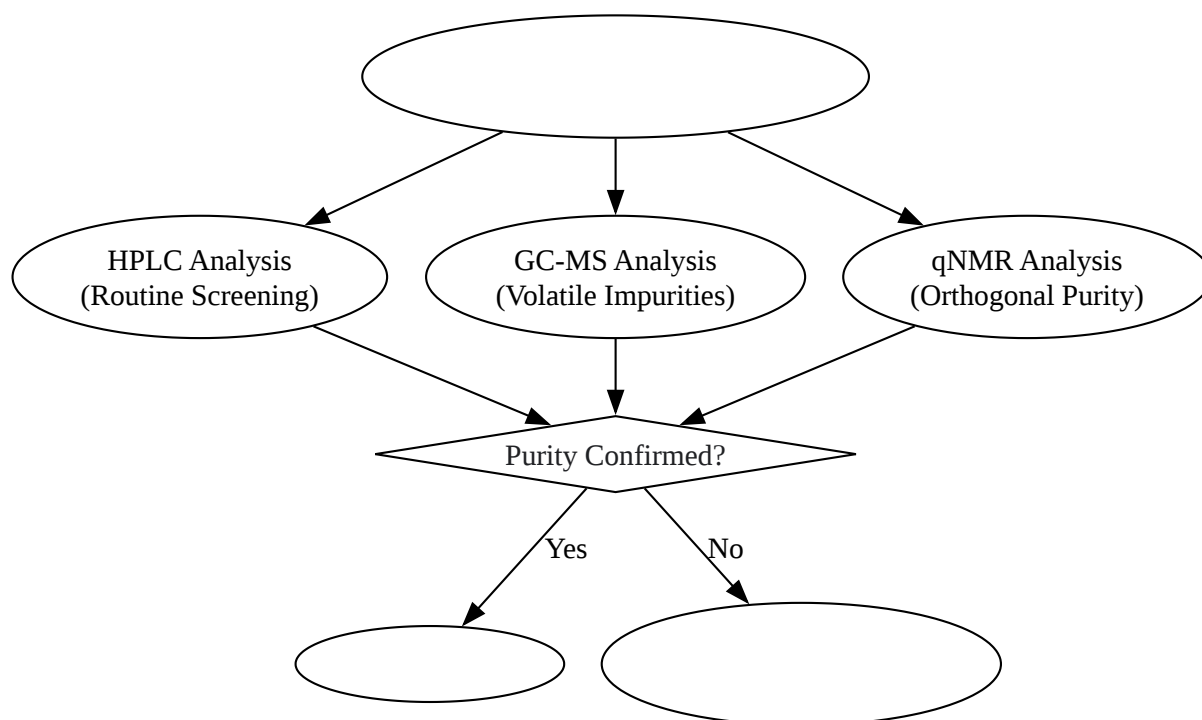 HPLC Analysis
(Routine Screening)
GC-MS Analysis
(Volatile Impurities)
qNMR Analysis
(Orthogonal Purity)
Purity Confirmed?
Yes
No